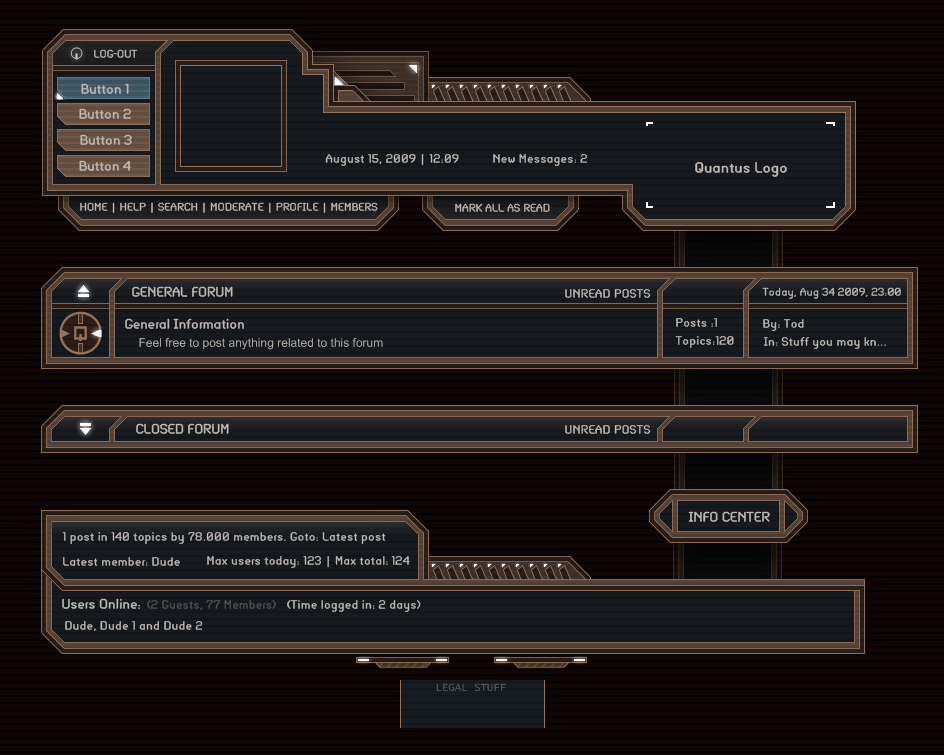 LOG-OUT
Button 1
Button 2
Button 3
Button 4
August 15, 2009 | 12.09 New Messages: 2
Quantus Logo
HOME | HELP | SEARCH | MODERATE | PROFILE | MEMBERS
MARK ALL AS READ
GENERAL FORUM UNREAD POSTS Today, Aug 34 2009, 23.00
General Information
Feel free to post anything related to this forum
Posts :1
Topics:120
By: Tod
In: Stuff you may kn...
CLOSED FORUM UNREAD POSTS
INFO CENTER
1 post in 140 topics by 78.000 members. Goto: Latest post
Latest member: Dude Max users today: 123 | Max total: 124
Users Online: (2 Guests, 77 Members) (Time logged in: 2 days)
Dude, Dude 1 and Dude 2
LEGAL STUFF